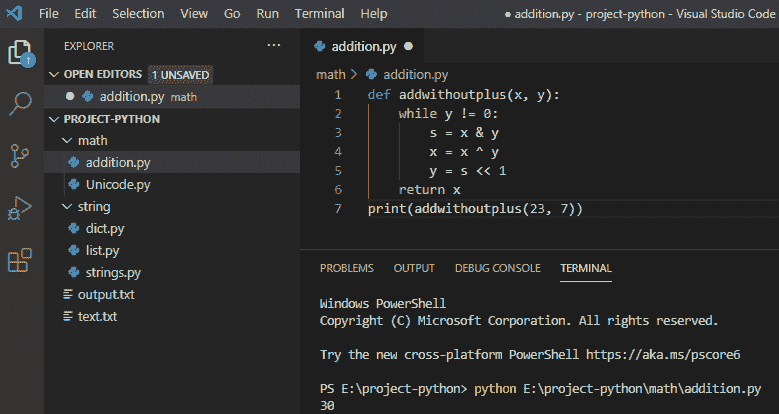 File Edit Selection View Go Run Terminal Help
● addition.py - project-python - Visual Studio Code
EXPLORER ···
OPEN EDITORS 1 UNSAVED
● addition.py math
PROJECT-PYTHON
math
addition.py
Unicode.py
string
dict.py
list.py
strings.py
output.txt
text.txt
1
addition.py ●
math > addition.py
1 def addwithoutplus(x, y):
2     while y != 0:
3         s = x & y
4         x = x ^ y
5         y = s << 1
6     return x
7 print(addwithoutplus(23, 7))
PROBLEMS OUTPUT DEBUG CONSOLE TERMINAL
Windows PowerShell
Copyright (C) Microsoft Corporation. All rights reserved.
Try the new cross-platform PowerShell https://aka.ms/pscore6
PS E:\project-python> python E:\project-python\math\addition.py
30